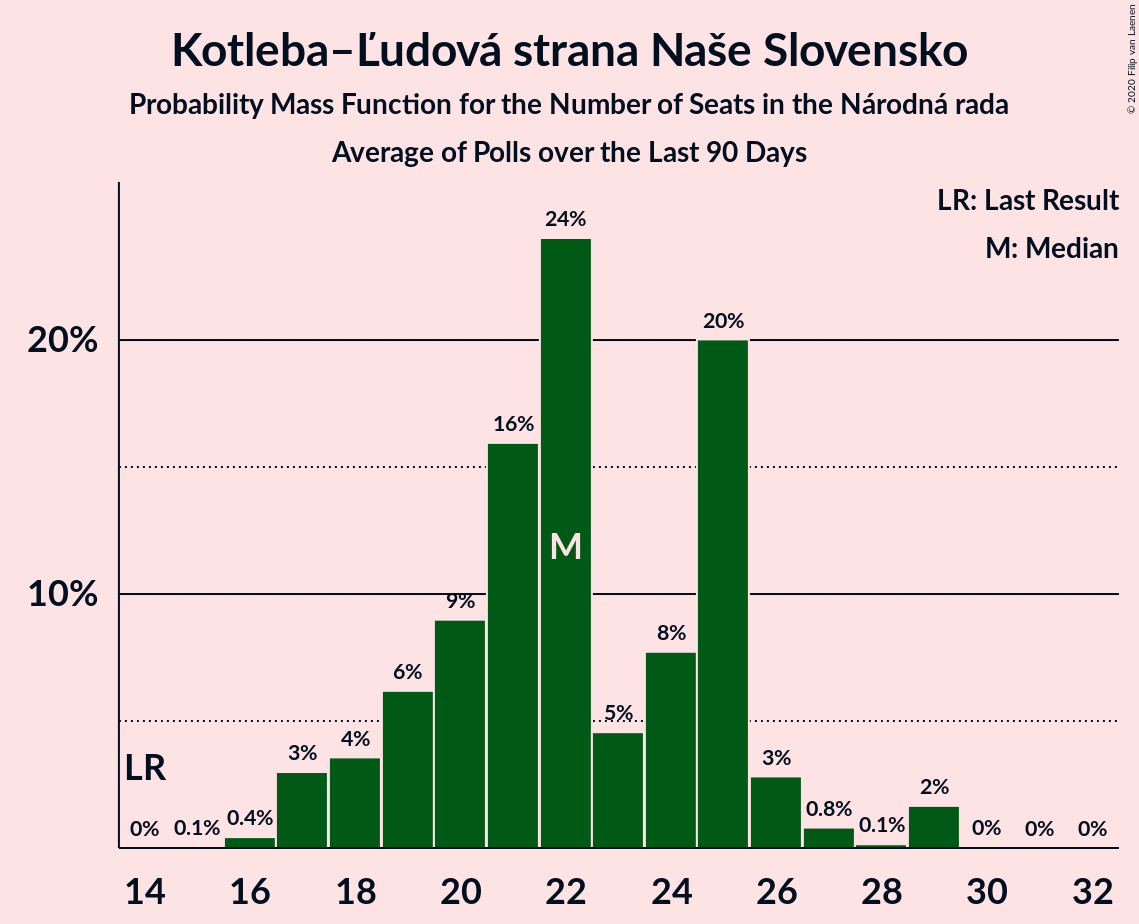 Kotleba–Ľudová strana Naše Slovensko
Probability Mass Function for the Number of Seats in the Národná rada
Average of Polls over the Last 90 Days
© 2020 Filip van Laenen
LR: Last Result
M: Median
20%
10%
LR
0%
0.1%
0.4%
3%
4%
6%
9%
16%
24%
M
5%
8%
20%
3%
0.8%
0.1%
2%
0%
0%
0%
14 16 18 20 22 24 26 28 30 32